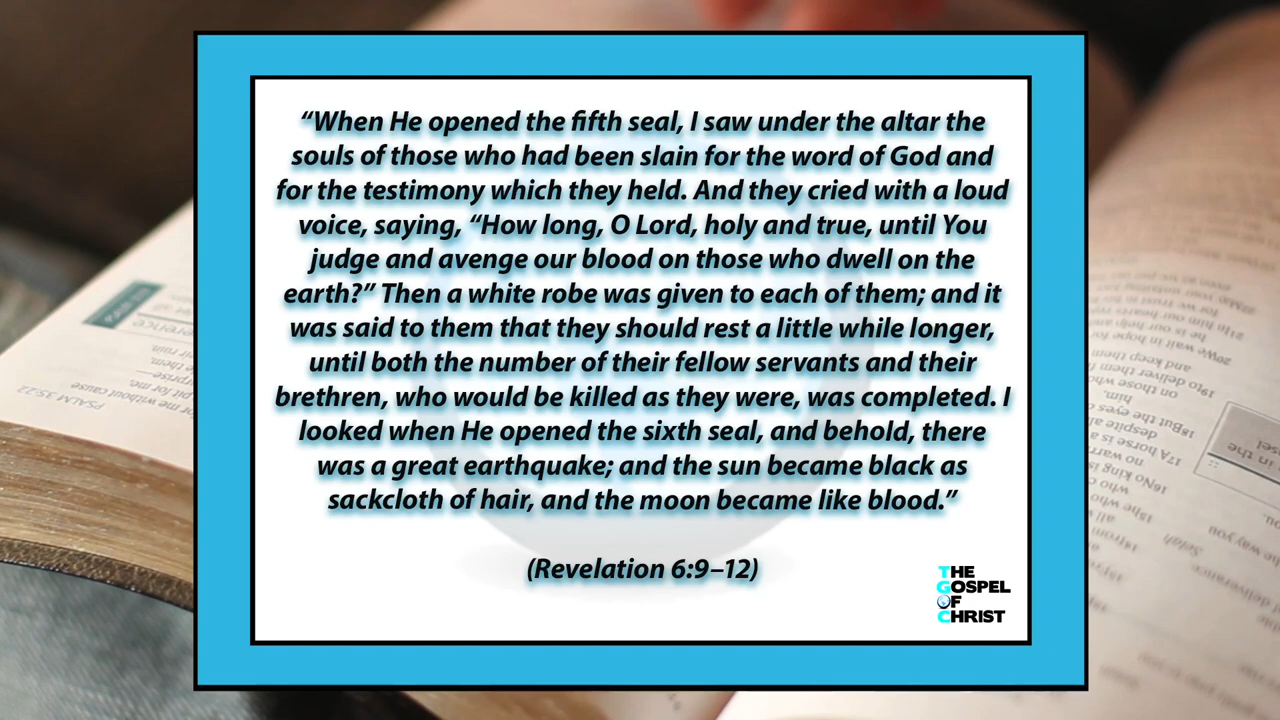 “When He opened the fifth seal, I saw under the altar the
souls of those who had been slain for the word of God and
for the testimony which they held. And they cried with a loud
voice, saying, “How long, O Lord, holy and true, until You
judge and avenge our blood on those who dwell on the
earth?” Then a white robe was given to each of them; and it
was said to them that they should rest a little while longer,
until both the number of their fellow servants and their
brethren, who would be killed as they were, was completed. I
looked when He opened the sixth seal, and behold, there
was a great earthquake; and the sun became black as
sackcloth of hair, and the moon became like blood.”
(Revelation 6:9–12)
THE
GOSPEL
OF
CHRIST
PSALM 35:22